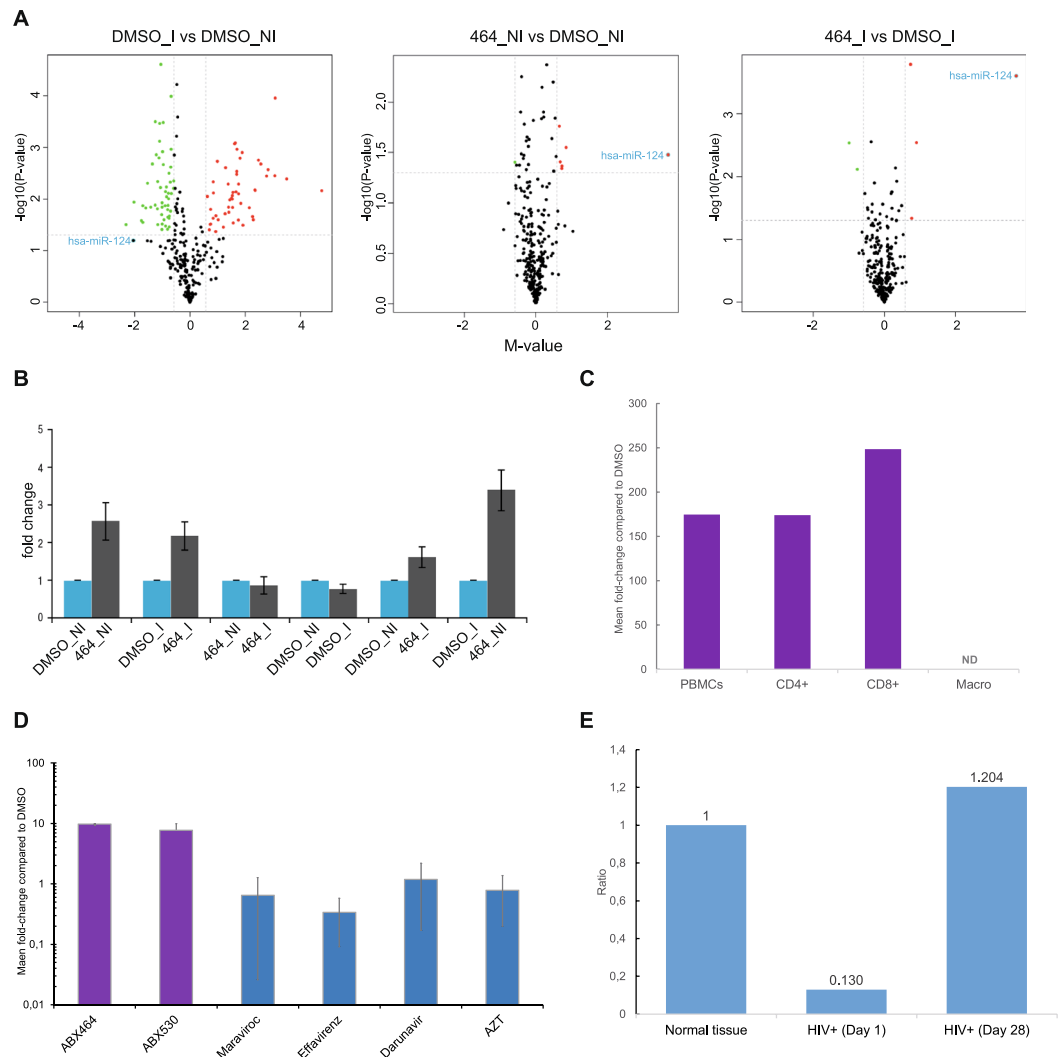 A
DMSO_I vs DMSO_NI
464_NI vs DMSO_NI
464_I vs DMSO_I
-log10(P-value)
4
3
2
1
0
hsa-miR-124
-4
-2
0
2
4
-log10(P-value)
2.0
1.5
1.0
0.5
0.0
hsa-miR-124
-2
0
2
-log10(P-value)
3
2
1
0
hsa-miR-124
-2
0
2
M-value
B
fold change
5
4
3
2
1
0
DMSO_NI
464_NI
DMSO_I
464_I
464_NI
464_I
DMSO_NI
DMSO_I
DMSO_NI
464_I
DMSO_I
464_NI
C
Mean fold-change compared to DMSO
300
250
200
150
100
50
0
ND
PBMCs
CD4+
CD8+
Macro
D
Maen fold-change compared to DMSO
100
10
1
0,1
0,01
ABX464
ABX530
Maraviroc
Effavirenz
Darunavir
AZT
E
Ratio
1,4
1,2
1
0,8
0,6
0,4
0,2
0
1
0.130
1.204
Normal tissue
HIV+ (Day 1)
HIV+ (Day 28)